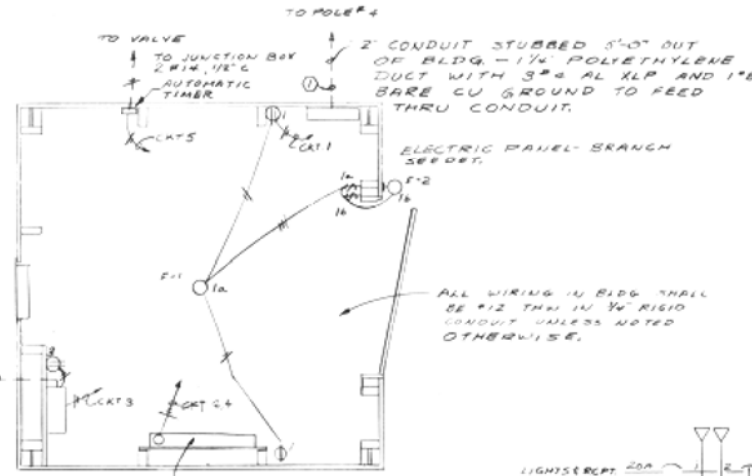 TO POLE #4
TO VALVE
TO JUNCTION BOX
2 #14, 1/2" C
AUTOMATIC
TIMER
2" CONDUIT STUBBED 5'-0" OUT
OF BLDG. - 1 1/4" POLYETHYLENE
DUCT WITH 3 #4 AL XLP AND 1 #8
BARE CU GROUND TO FEED
THRU CONDUIT.
1
CKT 5
1
CKT 1
ELECTRIC PANEL - BRANCH
SEE DET.
1a
F-2
1b
1b
F-1
1a
ALL WIRING IN BLDG SHALL
BE #12 THW IN 3/4" RIGID
CONDUIT UNLESS NOTED
OTHERWISE.
3
CKT 3
CKT 2,4
LIGHTS & RCPT. 20A 1 2